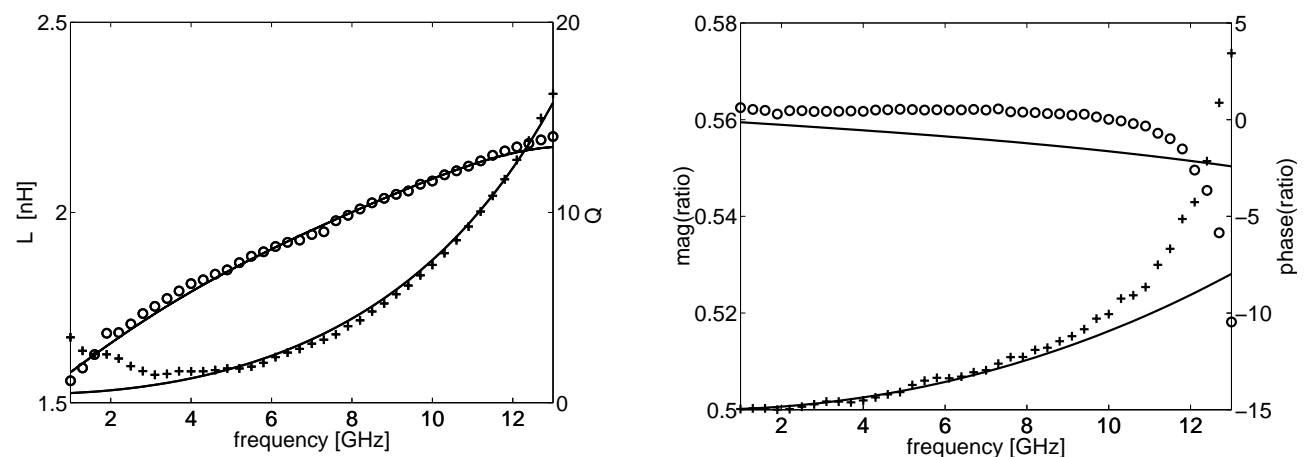 2.5 20 0.58 5
0.56 0
L [nH] 2 10 Q mag(ratio) 0.54 −5 phase(ratio)
0.52 −10
1.5 0 0.5 −15
2 4 6 8 10 12 2 4 6 8 10 12
frequency [GHz] frequency [GHz]